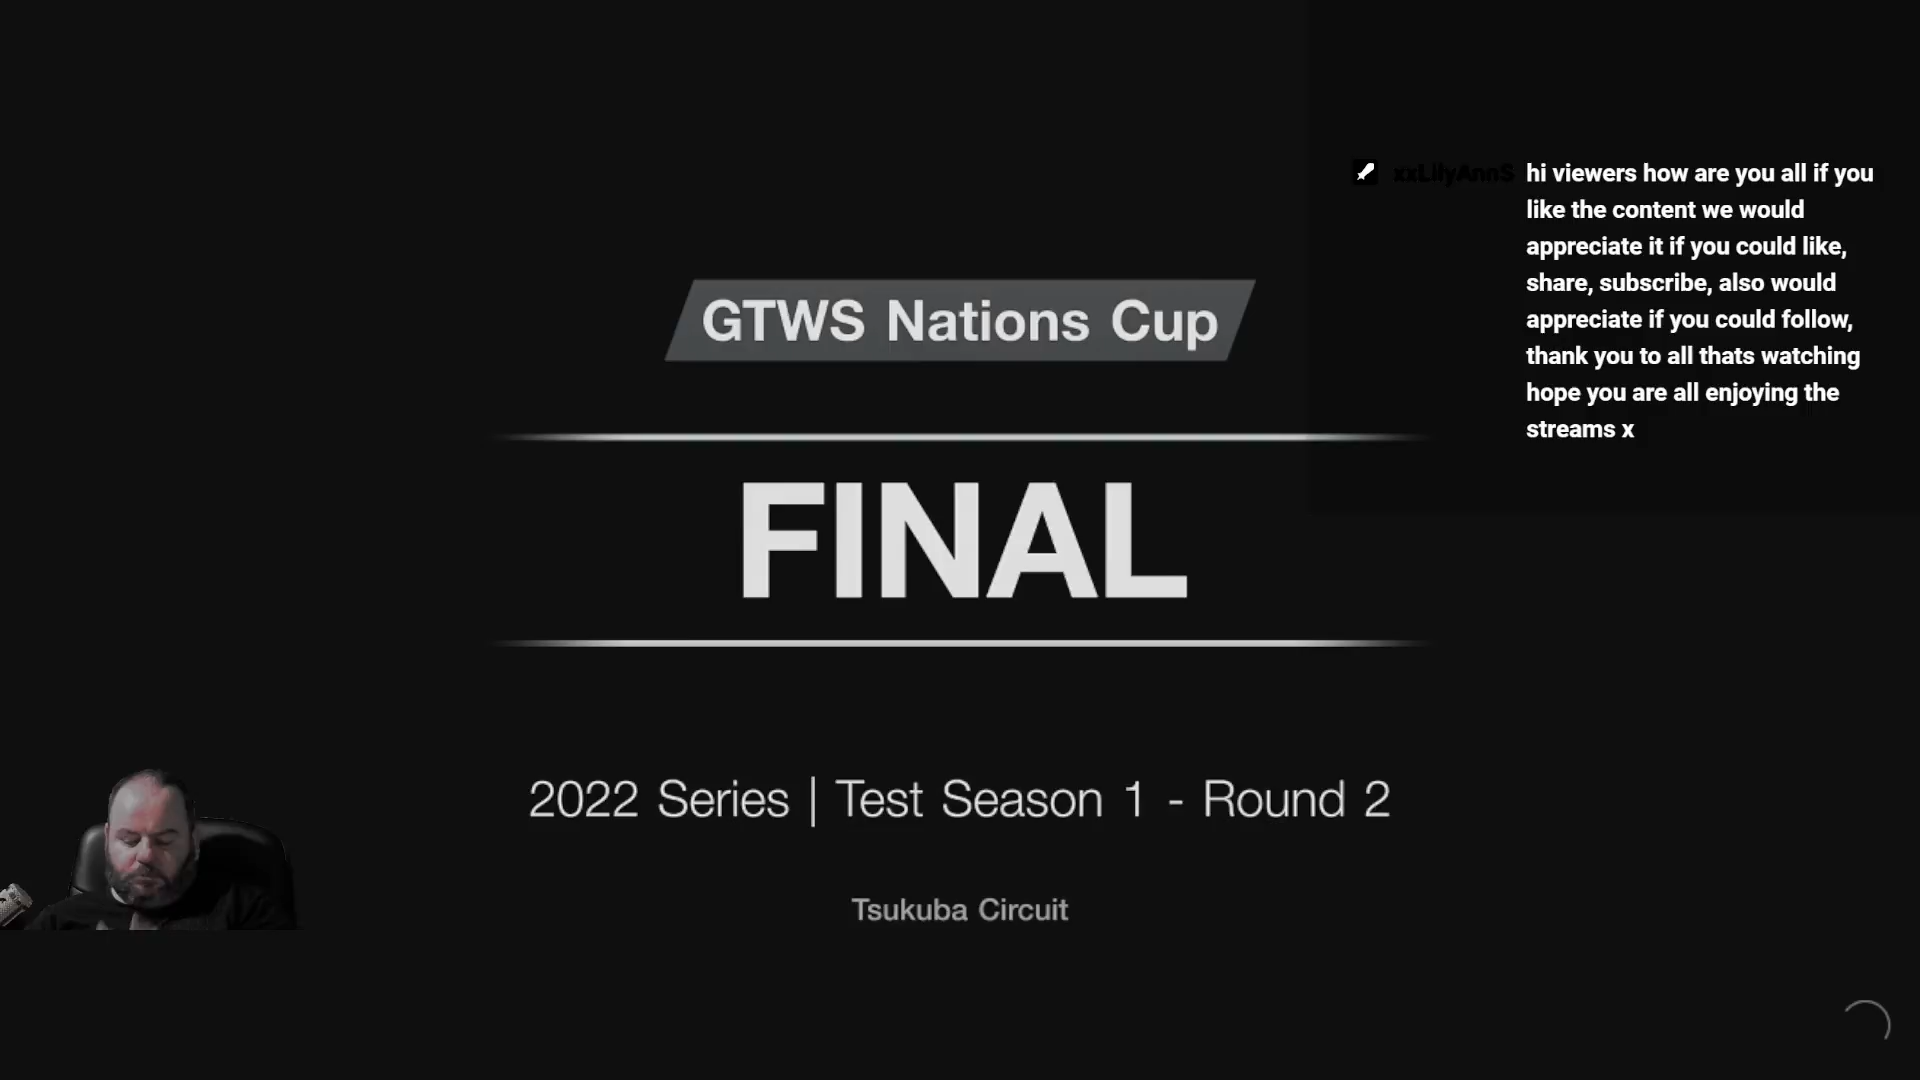 GTWS Nations Cup
FINAL
2022 Series | Test Season 1 - Round 2
Tsukuba Circuit
xxLilyAnnS hi viewers how are you all if you
like the content we would
appreciate it if you could like,
share, subscribe, also would
appreciate if you could follow,
thank you to all thats watching
hope you are all enjoying the
streams x